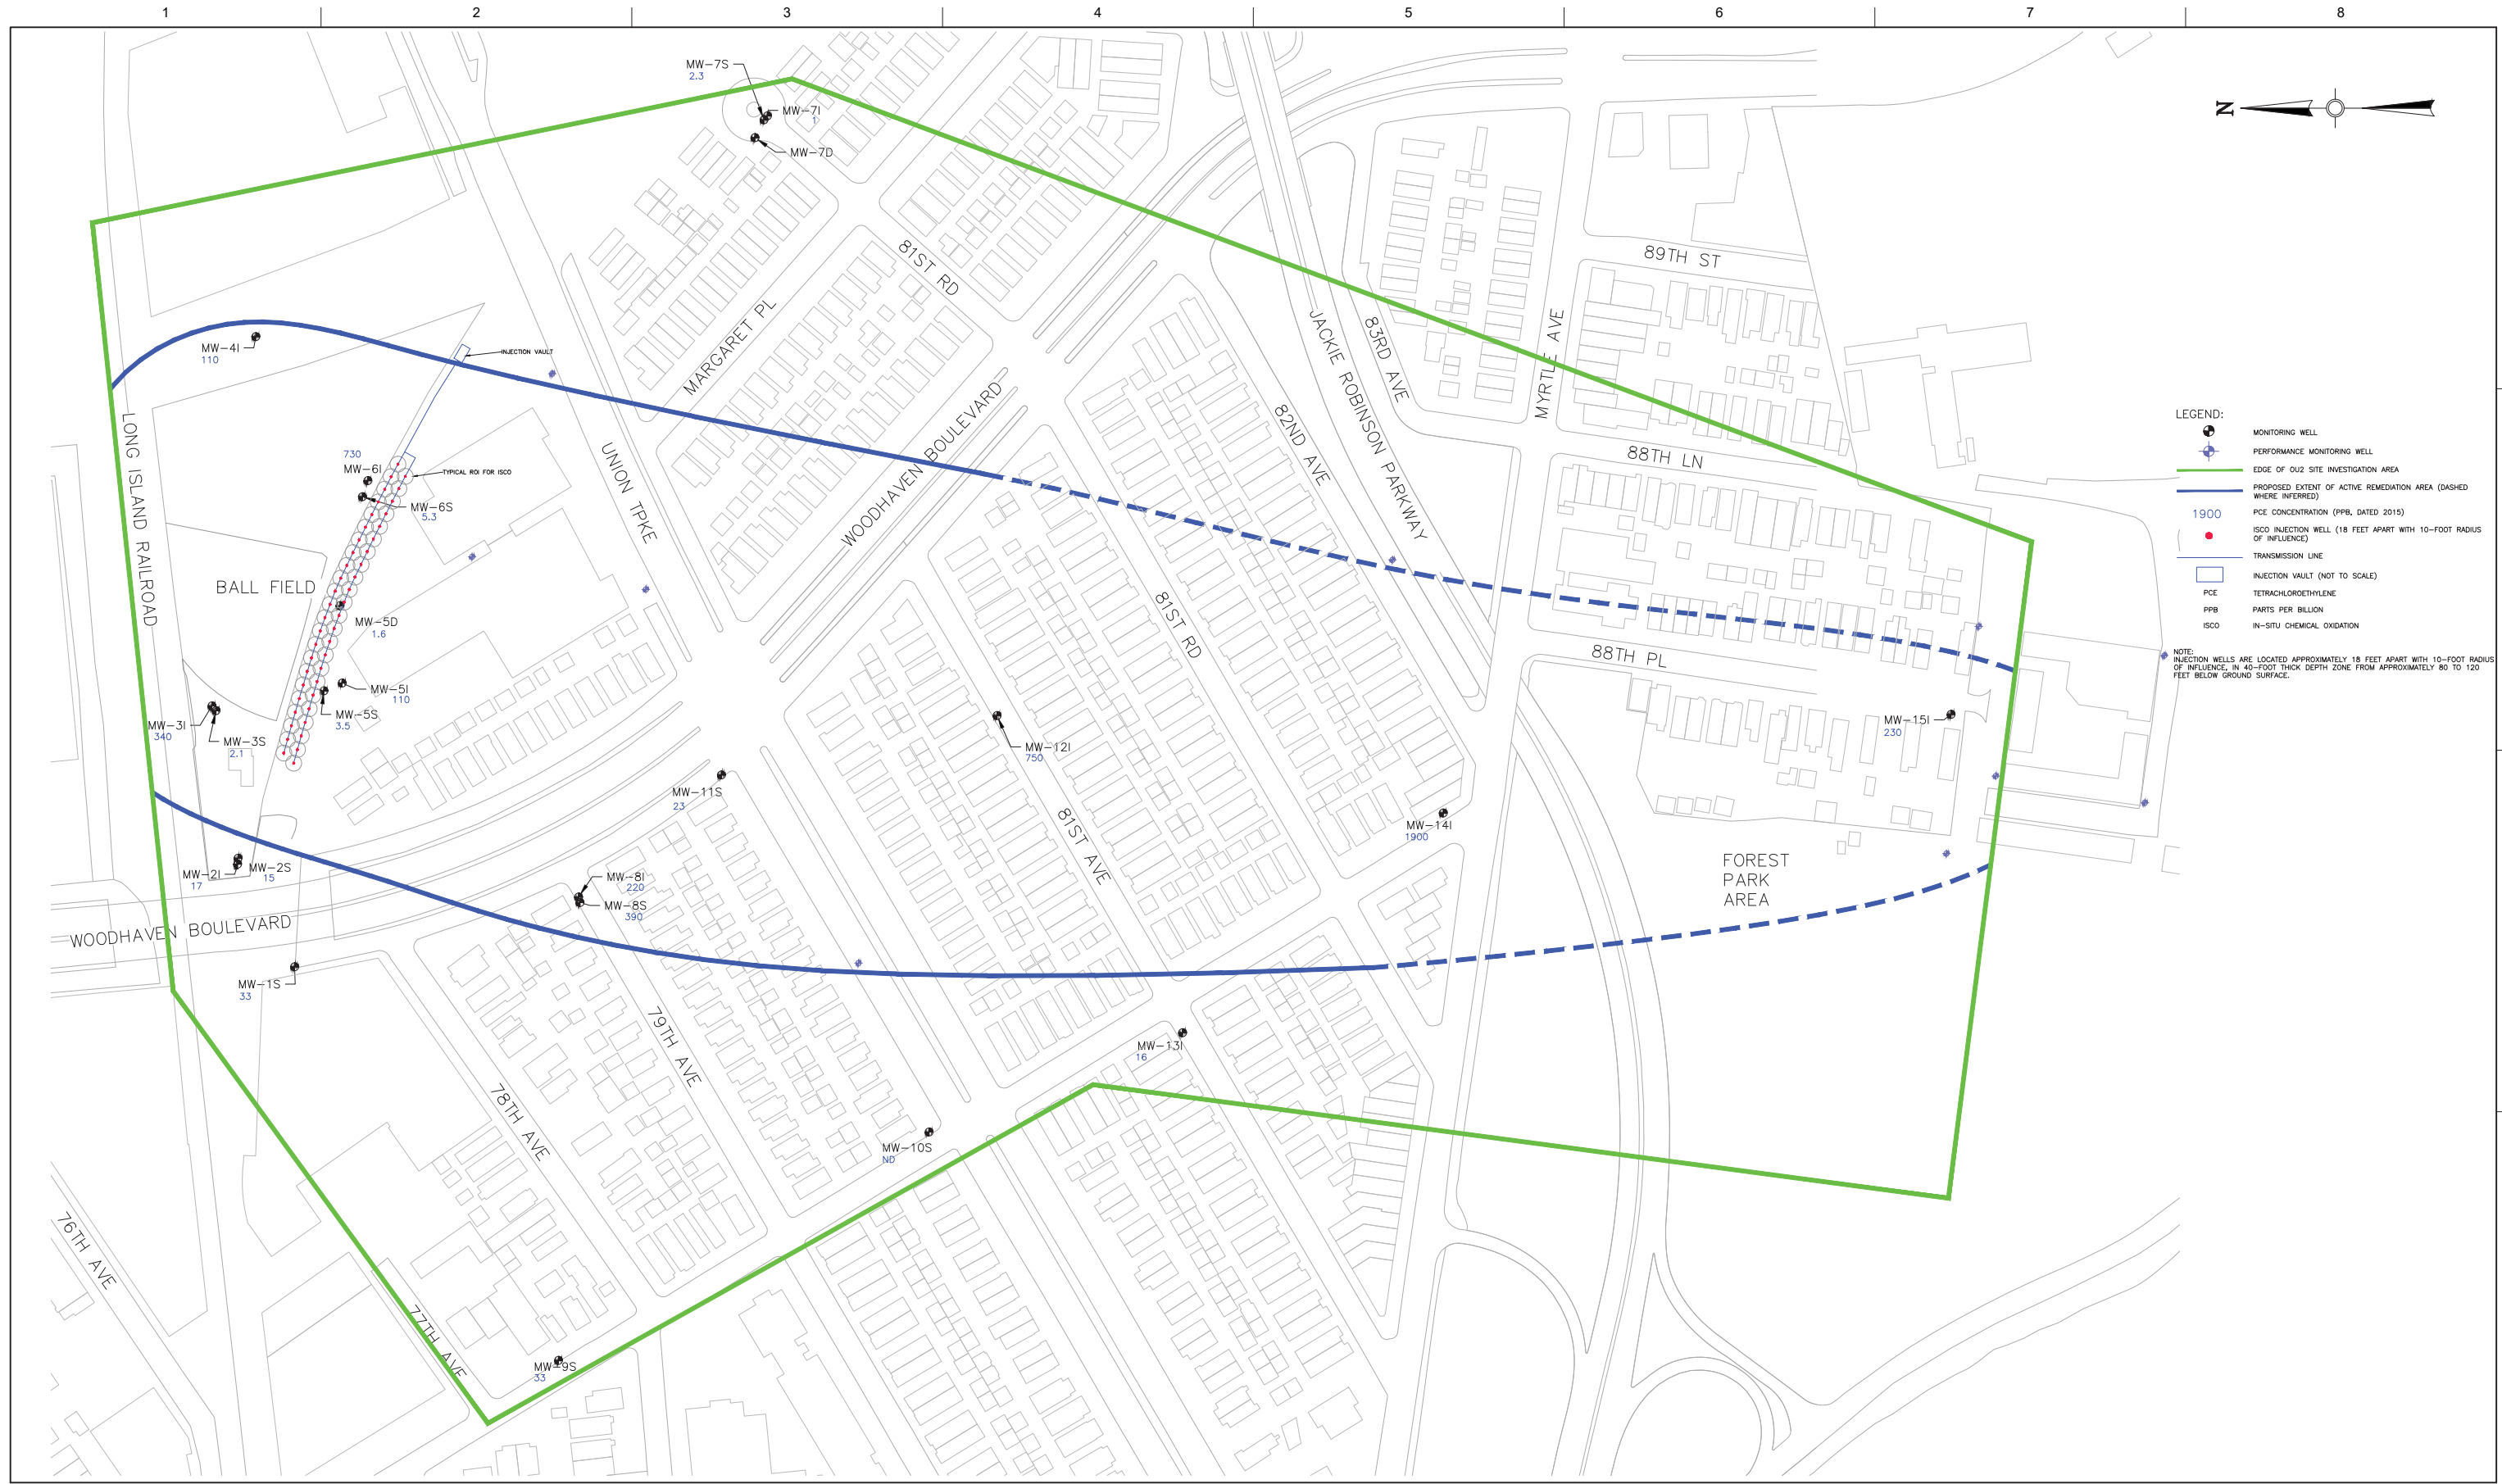 1 2 3 4 5 6 7 8
N
MW-7S
2.3
MW-7I
1
MW-7D
81ST RD
89TH ST
MARGARET PL
JACKIE ROBINSON PARKWAY
83RD AVE
MYRTLE AVE
MW-4I
110
INJECTION VAULT
LONG ISLAND RAILROAD
UNION TPKE
WOODHAVEN BOULEVARD
82ND AVE
88TH LN
730
MW-6I
TYPICAL ROI FOR ISCO
MW-6S
5.3
BALL FIELD
MW-5D
1.6
81ST RD
88TH PL
MW-5I
110
MW-5S
3.5
MW-3I
340
MW-3S
2.1
MW-12I
750
MW-15I
230
MW-11S
23
81ST AVE
MW-14I
1900
MW-2I
17
MW-2S
15
MW-8I
220
MW-8S
390
FOREST
PARK
AREA
WOODHAVEN BOULEVARD
MW-1S
33
79TH AVE
MW-13I
16
78TH AVE
MW-10S
ND
76TH AVE
77TH AVE
MW-9S
33
LEGEND:
MONITORING WELL
PERFORMANCE MONITORING WELL
EDGE OF OU2 SITE INVESTIGATION AREA
PROPOSED EXTENT OF ACTIVE REMEDIATION AREA (DASHED
WHERE INFERRED)
1900 PCE CONCENTRATION (PPB, DATED 2015)
ISCO INJECTION WELL (18 FEET APART WITH 10-FOOT RADIUS
OF INFLUENCE)
TRANSMISSION LINE
INJECTION VAULT (NOT TO SCALE)
PCE TETRACHLOROETHYLENE
PPB PARTS PER BILLION
ISCO IN-SITU CHEMICAL OXIDATION
NOTE:
INJECTION WELLS ARE LOCATED APPROXIMATELY 18 FEET APART WITH 10-FOOT RADIUS
OF INFLUENCE, IN 40-FOOT THICK DEPTH ZONE FROM APPROXIMATELY 80 TO 120
FEET BELOW GROUND SURFACE.